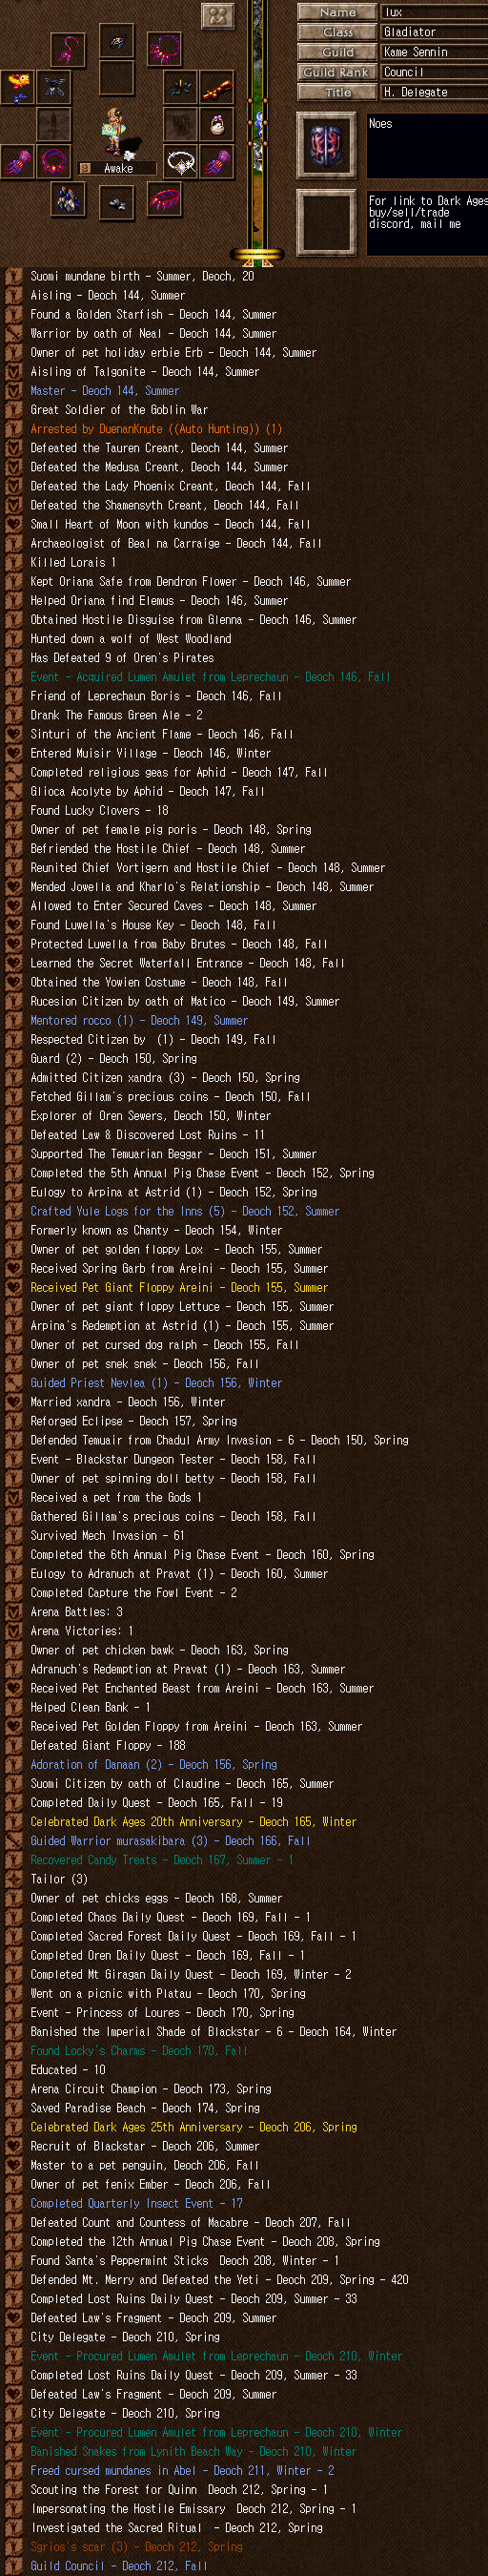 Name lux
Class Gladiator
Guild Kame Sennin
Guild Rank Council
Title H. Delegate
Noes
Awake
For link to Dark Ages
buy/sell/trade
discord, mail me
Suomi mundane birth - Summer, Deoch, 20
Aisling - Deoch 144, Summer
Found a Golden Starfish - Deoch 144, Summer
Warrior by oath of Neal - Deoch 144, Summer
Owner of pet holiday erbie Erb - Deoch 144, Summer
Aisling of Talgonite - Deoch 144, Summer
Master - Deoch 144, Summer
Great Soldier of the Goblin War
Arrested by DuenanKnute ((Auto Hunting)) (1)
Defeated the Tauren Creant, Deoch 144, Summer
Defeated the Medusa Creant, Deoch 144, Summer
Defeated the Lady Phoenix Creant, Deoch 144, Fall
Defeated the Shamensyth Creant, Deoch 144, Fall
Small Heart of Moon with kundos - Deoch 144, Fall
Archaeologist of Beal na Carraige - Deoch 144, Fall
Killed Lorais 1
Kept Oriana Safe from Dendron Flower - Deoch 146, Summer
Helped Oriana find Elemus - Deoch 146, Summer
Obtained Hostile Disguise from Glenna - Deoch 146, Summer
Hunted down a wolf of West Woodland
Has Defeated 9 of Oren's Pirates
Event - Acquired Lumen Amulet from Leprechaun - Deoch 146, Fall
Friend of Leprechaun Boris - Deoch 146, Fall
Drank The Famous Green Ale - 2
Sinturi of the Ancient Flame - Deoch 146, Fall
Entered Muisir Village - Deoch 146, Winter
Completed religious geas for Aphid - Deoch 147, Fall
Glioca Acolyte by Aphid - Deoch 147, Fall
Found Lucky Clovers - 18
Owner of pet female pig poris - Deoch 148, Spring
Befriended the Hostile Chief - Deoch 148, Summer
Reunited Chief Vortigern and Hostile Chief - Deoch 148, Summer
Mended Jowella and Kharlo's Relationship - Deoch 148, Summer
Allowed to Enter Secured Caves - Deoch 148, Summer
Found Luwella's House Key - Deoch 148, Fall
Protected Luwella from Baby Brutes - Deoch 148, Fall
Learned the Secret Waterfall Entrance - Deoch 148, Fall
Obtained the Yowien Costume - Deoch 148, Fall
Rucesion Citizen by oath of Matico - Deoch 149, Summer
Mentored rocco (1) - Deoch 149, Summer
Respected Citizen by  (1) - Deoch 149, Fall
Guard (2) - Deoch 150, Spring
Admitted Citizen xandra (3) - Deoch 150, Spring
Fetched Gillam's precious coins - Deoch 150, Fall
Explorer of Oren Sewers, Deoch 150, Winter
Defeated Law & Discovered Lost Ruins - 11
Supported The Temuarian Beggar - Deoch 151, Summer
Completed the 5th Annual Pig Chase Event - Deoch 152, Spring
Eulogy to Arpina at Astrid (1) - Deoch 152, Spring
Crafted Yule Logs for the Inns (5) - Deoch 152, Summer
Formerly known as Chanty - Deoch 154, Winter
Owner of pet golden floppy Lox  - Deoch 155, Summer
Received Spring Garb from Areini - Deoch 155, Summer
Received Pet Giant Floppy Areini - Deoch 155, Summer
Owner of pet giant floppy Lettuce - Deoch 155, Summer
Arpina's Redemption at Astrid (1) - Deoch 155, Summer
Owner of pet cursed dog ralph - Deoch 155, Fall
Owner of pet snek snek - Deoch 156, Fall
Guided Priest Nevlea (1) - Deoch 156, Winter
Married xandra - Deoch 156, Winter
Reforged Eclipse - Deoch 157, Spring
Defended Temuair from Chadul Army Invasion - 6 - Deoch 150, Spring
Event - Blackstar Dungeon Tester - Deoch 158, Fall
Owner of pet spinning doll betty - Deoch 158, Fall
Received a pet from the Gods 1
Gathered Gillam's precious coins - Deoch 158, Fall
Survived Mech Invasion - 61
Completed the 6th Annual Pig Chase Event - Deoch 160, Spring
Eulogy to Adranuch at Pravat (1) - Deoch 160, Summer
Completed Capture the Fowl Event - 2
Arena Battles: 3
Arena Victories: 1
Owner of pet chicken bawk - Deoch 163, Spring
Adranuch's Redemption at Pravat (1) - Deoch 163, Summer
Received Pet Enchanted Beast from Areini - Deoch 163, Summer
Helped Clean Bank - 1
Received Pet Golden Floppy from Areini - Deoch 163, Summer
Defeated Giant Floppy - 188
Adoration of Danaan (2) - Deoch 156, Spring
Suomi Citizen by oath of Claudine - Deoch 165, Summer
Completed Daily Quest - Deoch 165, Fall - 19
Celebrated Dark Ages 20th Anniversary - Deoch 165, Winter
Guided Warrior murasakibara (3) - Deoch 166, Fall
Recovered Candy Treats - Deoch 167, Summer - 1
Tailor (3)
Owner of pet chicks eggs - Deoch 168, Summer
Completed Chaos Daily Quest - Deoch 169, Fall - 1
Completed Sacred Forest Daily Quest - Deoch 169, Fall - 1
Completed Oren Daily Quest - Deoch 169, Fall - 1
Completed Mt Giragan Daily Quest - Deoch 169, Winter - 2
Went on a picnic with Platau - Deoch 170, Spring
Event - Princess of Loures - Deoch 170, Spring
Banished the Imperial Shade of Blackstar - 6 - Deoch 164, Winter
Found Locky's Charms - Deoch 170, Fall
Educated - 10
Arena Circuit Champion - Deoch 173, Spring
Saved Paradise Beach - Deoch 174, Spring
Celebrated Dark Ages 25th Anniversary - Deoch 206, Spring
Recruit of Blackstar - Deoch 206, Summer
Master to a pet penguin, Deoch 206, Fall
Owner of pet fenix Ember - Deoch 206, Fall
Completed Quarterly Insect Event - 17
Defeated Count and Countess of Macabre - Deoch 207, Fall
Completed the 12th Annual Pig Chase Event - Deoch 208, Spring
Found Santa's Peppermint Sticks  Deoch 208, Winter - 1
Defended Mt. Merry and Defeated the Yeti - Deoch 209, Spring - 420
Completed Lost Ruins Daily Quest - Deoch 209, Summer - 33
Defeated Law's Fragment - Deoch 209, Summer
City Delegate - Deoch 210, Spring
Event - Procured Lumen Amulet from Leprechaun - Deoch 210, Winter
Completed Lost Ruins Daily Quest - Deoch 209, Summer - 33
Defeated Law's Fragment - Deoch 209, Summer
City Delegate - Deoch 210, Spring
Event - Procured Lumen Amulet from Leprechaun - Deoch 210, Winter
Banished Snakes from Lynith Beach Way - Deoch 210, Winter
Freed cursed mundanes in Abel - Deoch 211, Winter - 2
Scouting the Forest for Quinn  Deoch 212, Spring - 1
Impersonating the Hostile Emissary  Deoch 212, Spring - 1
Investigated the Sacred Ritual  - Deoch 212, Spring
Sgrios's scar (3) - Deoch 212, Spring
Guild Council - Deoch 212, Fall